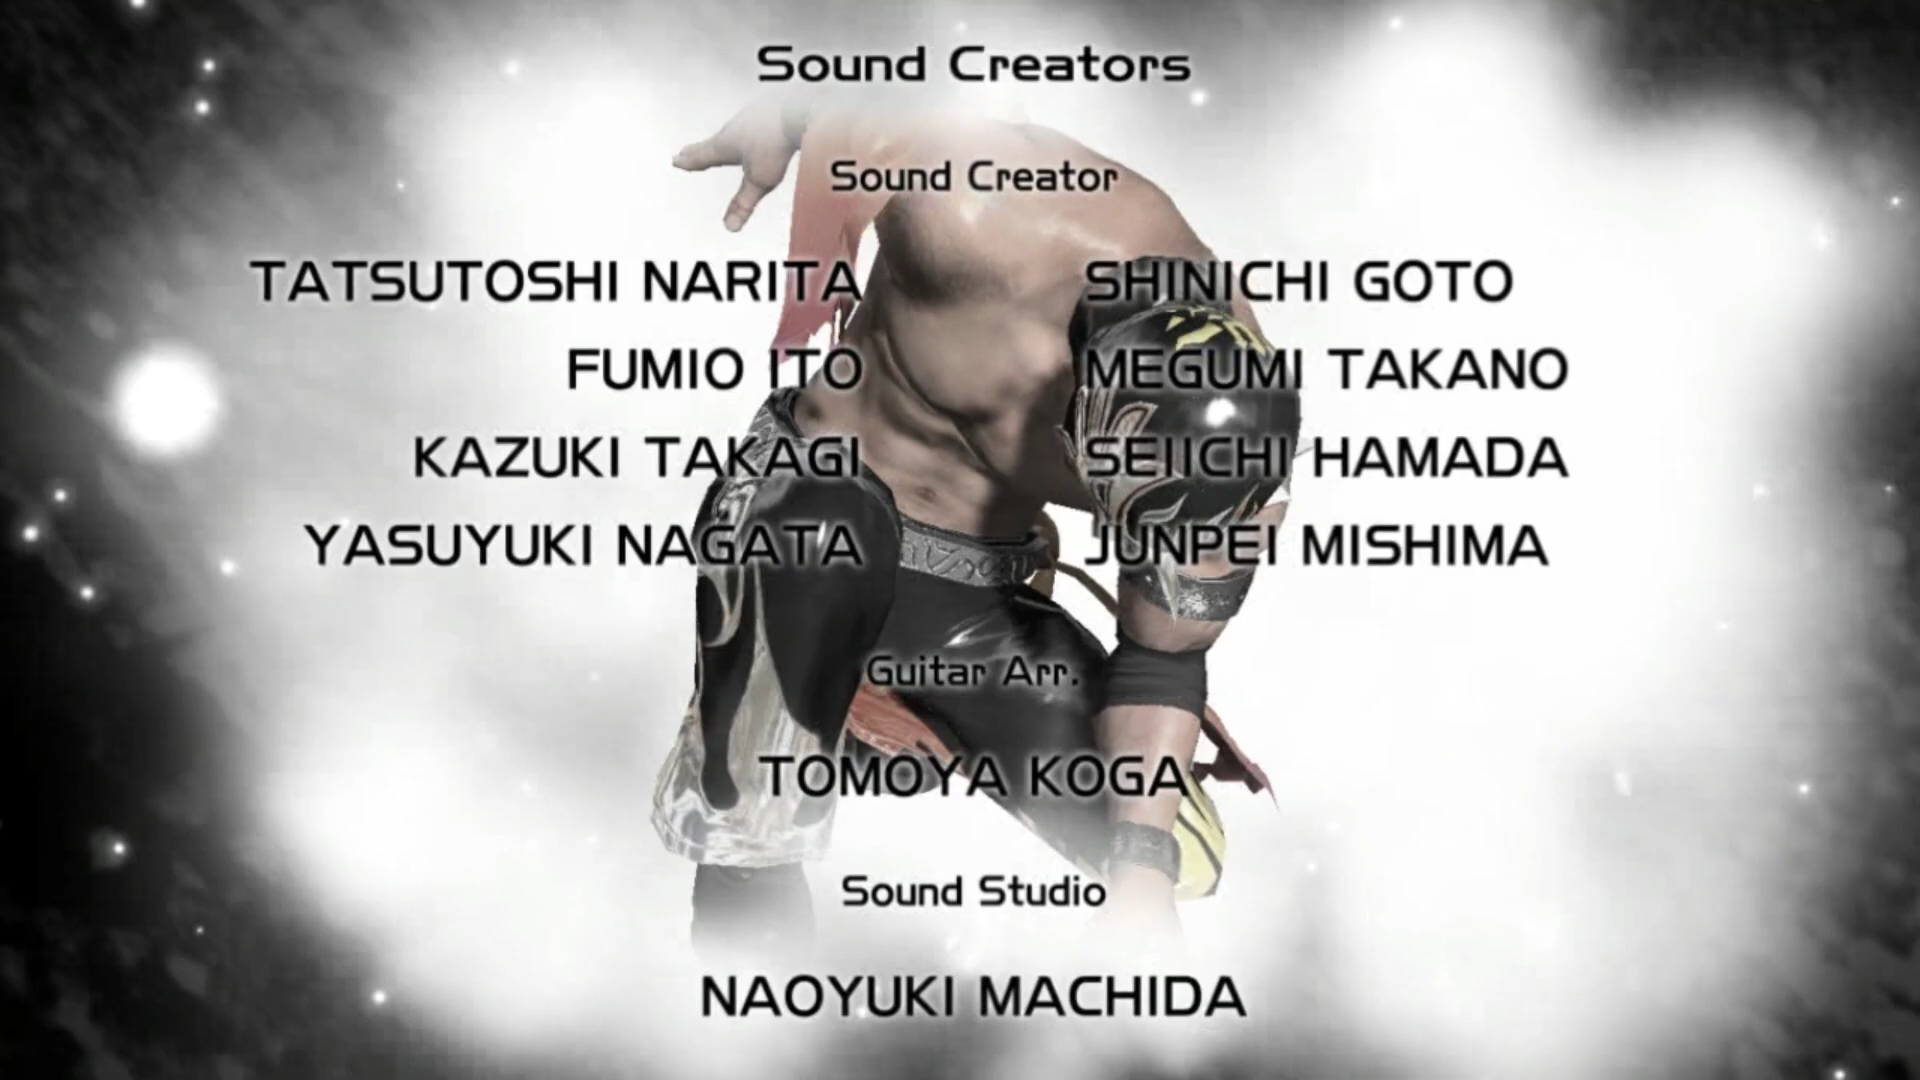 Sound Creators
Sound Creator
TATSUTOSHI NARITA SHINICHI GOTO
FUMIO ITO MEGUMI TAKANO
KAZUKI TAKAGI SEIICHI HAMADA
YASUYUKI NAGATA JUNPEI MISHIMA
Guitar Arr.
TOMOYA KOGA
Sound Studio
NAOYUKI MACHIDA